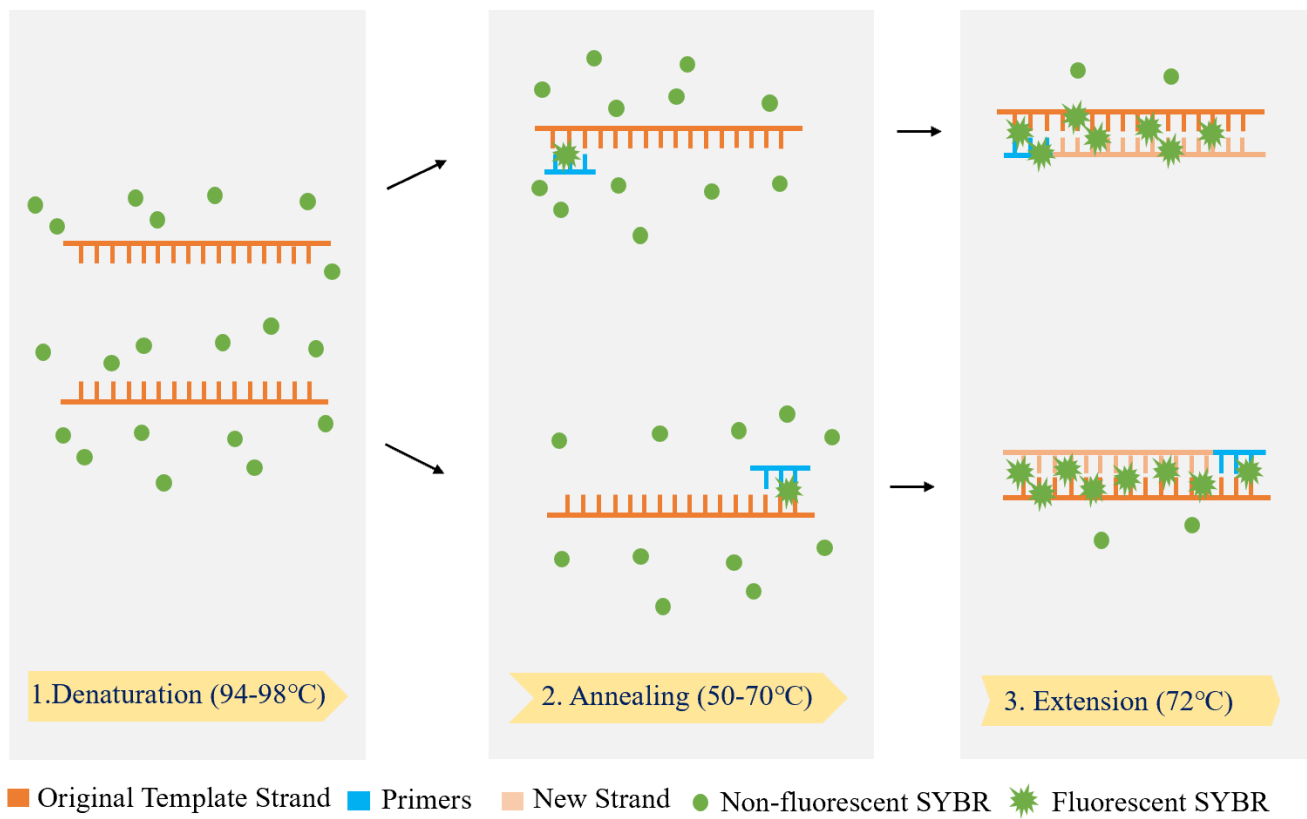 1.Denaturation (94-98℃)
2. Annealing (50-70℃)
3. Extension (72℃)
Original Template Strand
Primers
New Strand
Non-fluorescent SYBR
Fluorescent SYBR